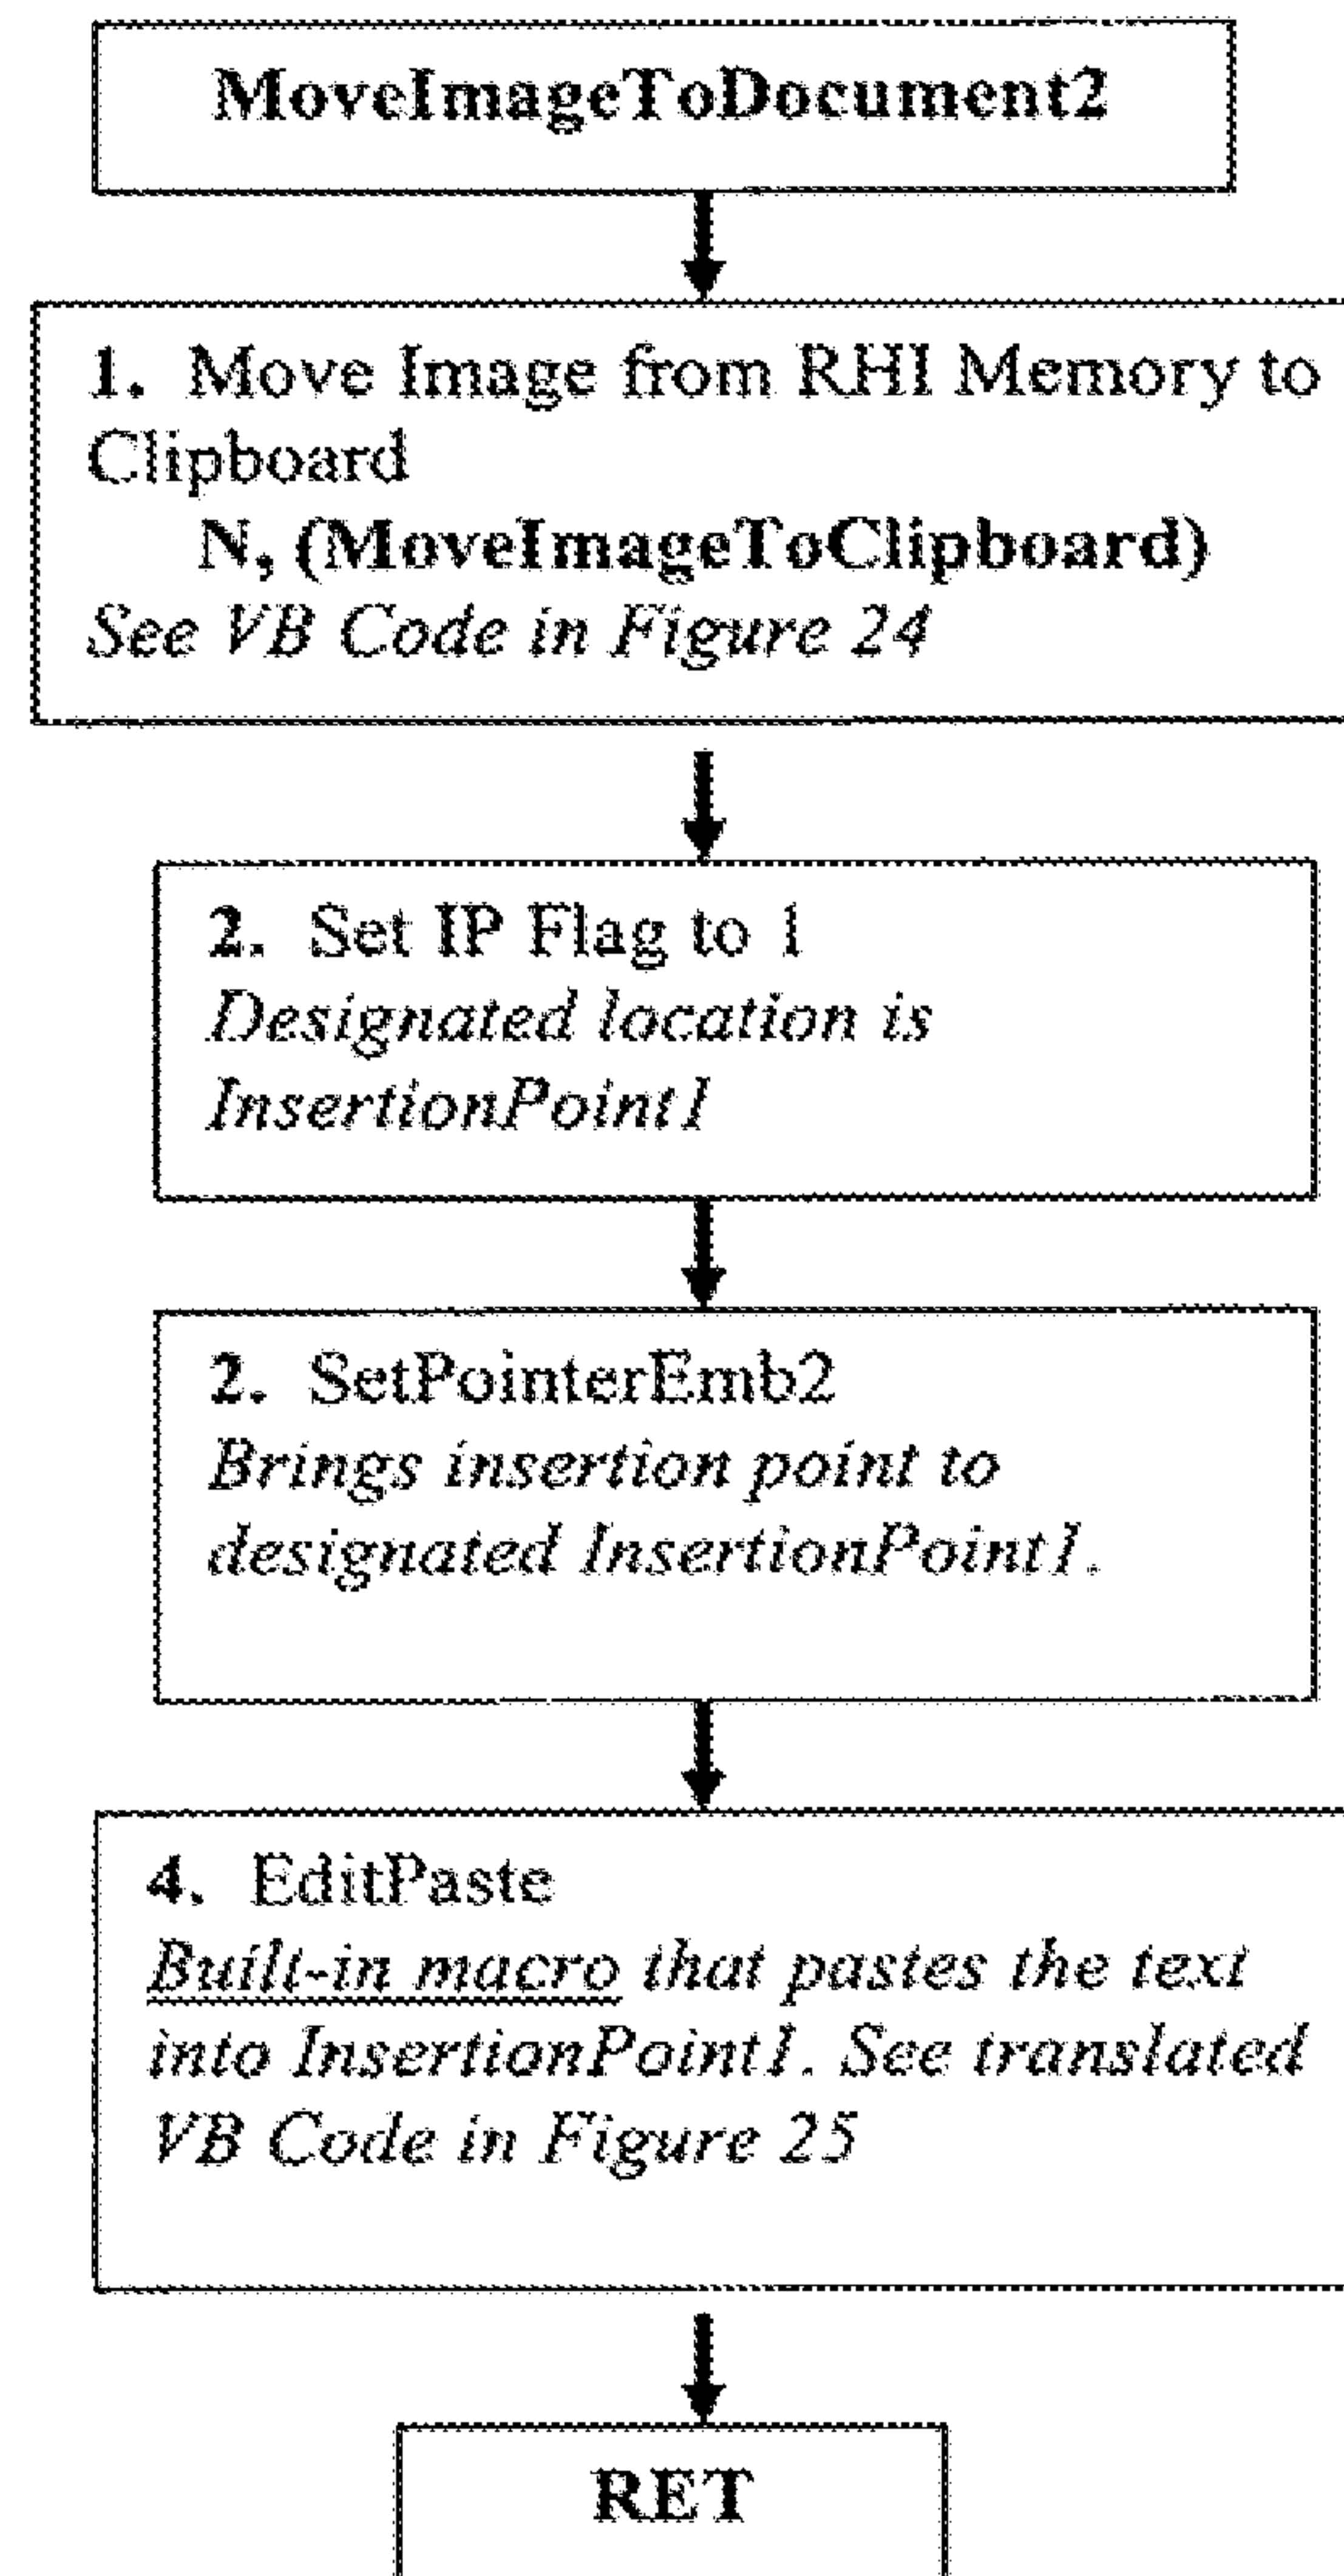 MoveImageToDocument2
1. Move Image from RHI Memory to
Clipboard
N, (MoveImageToClipboard)
See VB Code in Figure 24
2. Set IP Flag to 1
Designated location is
InsertionPoint1
2. SetPointerEmb2
Brings insertion point to
designated InsertionPoint1.
4. EditPaste
Built-in macro that pastes the text
into InsertionPoint1. See translated
VB Code in Figure 25
RET